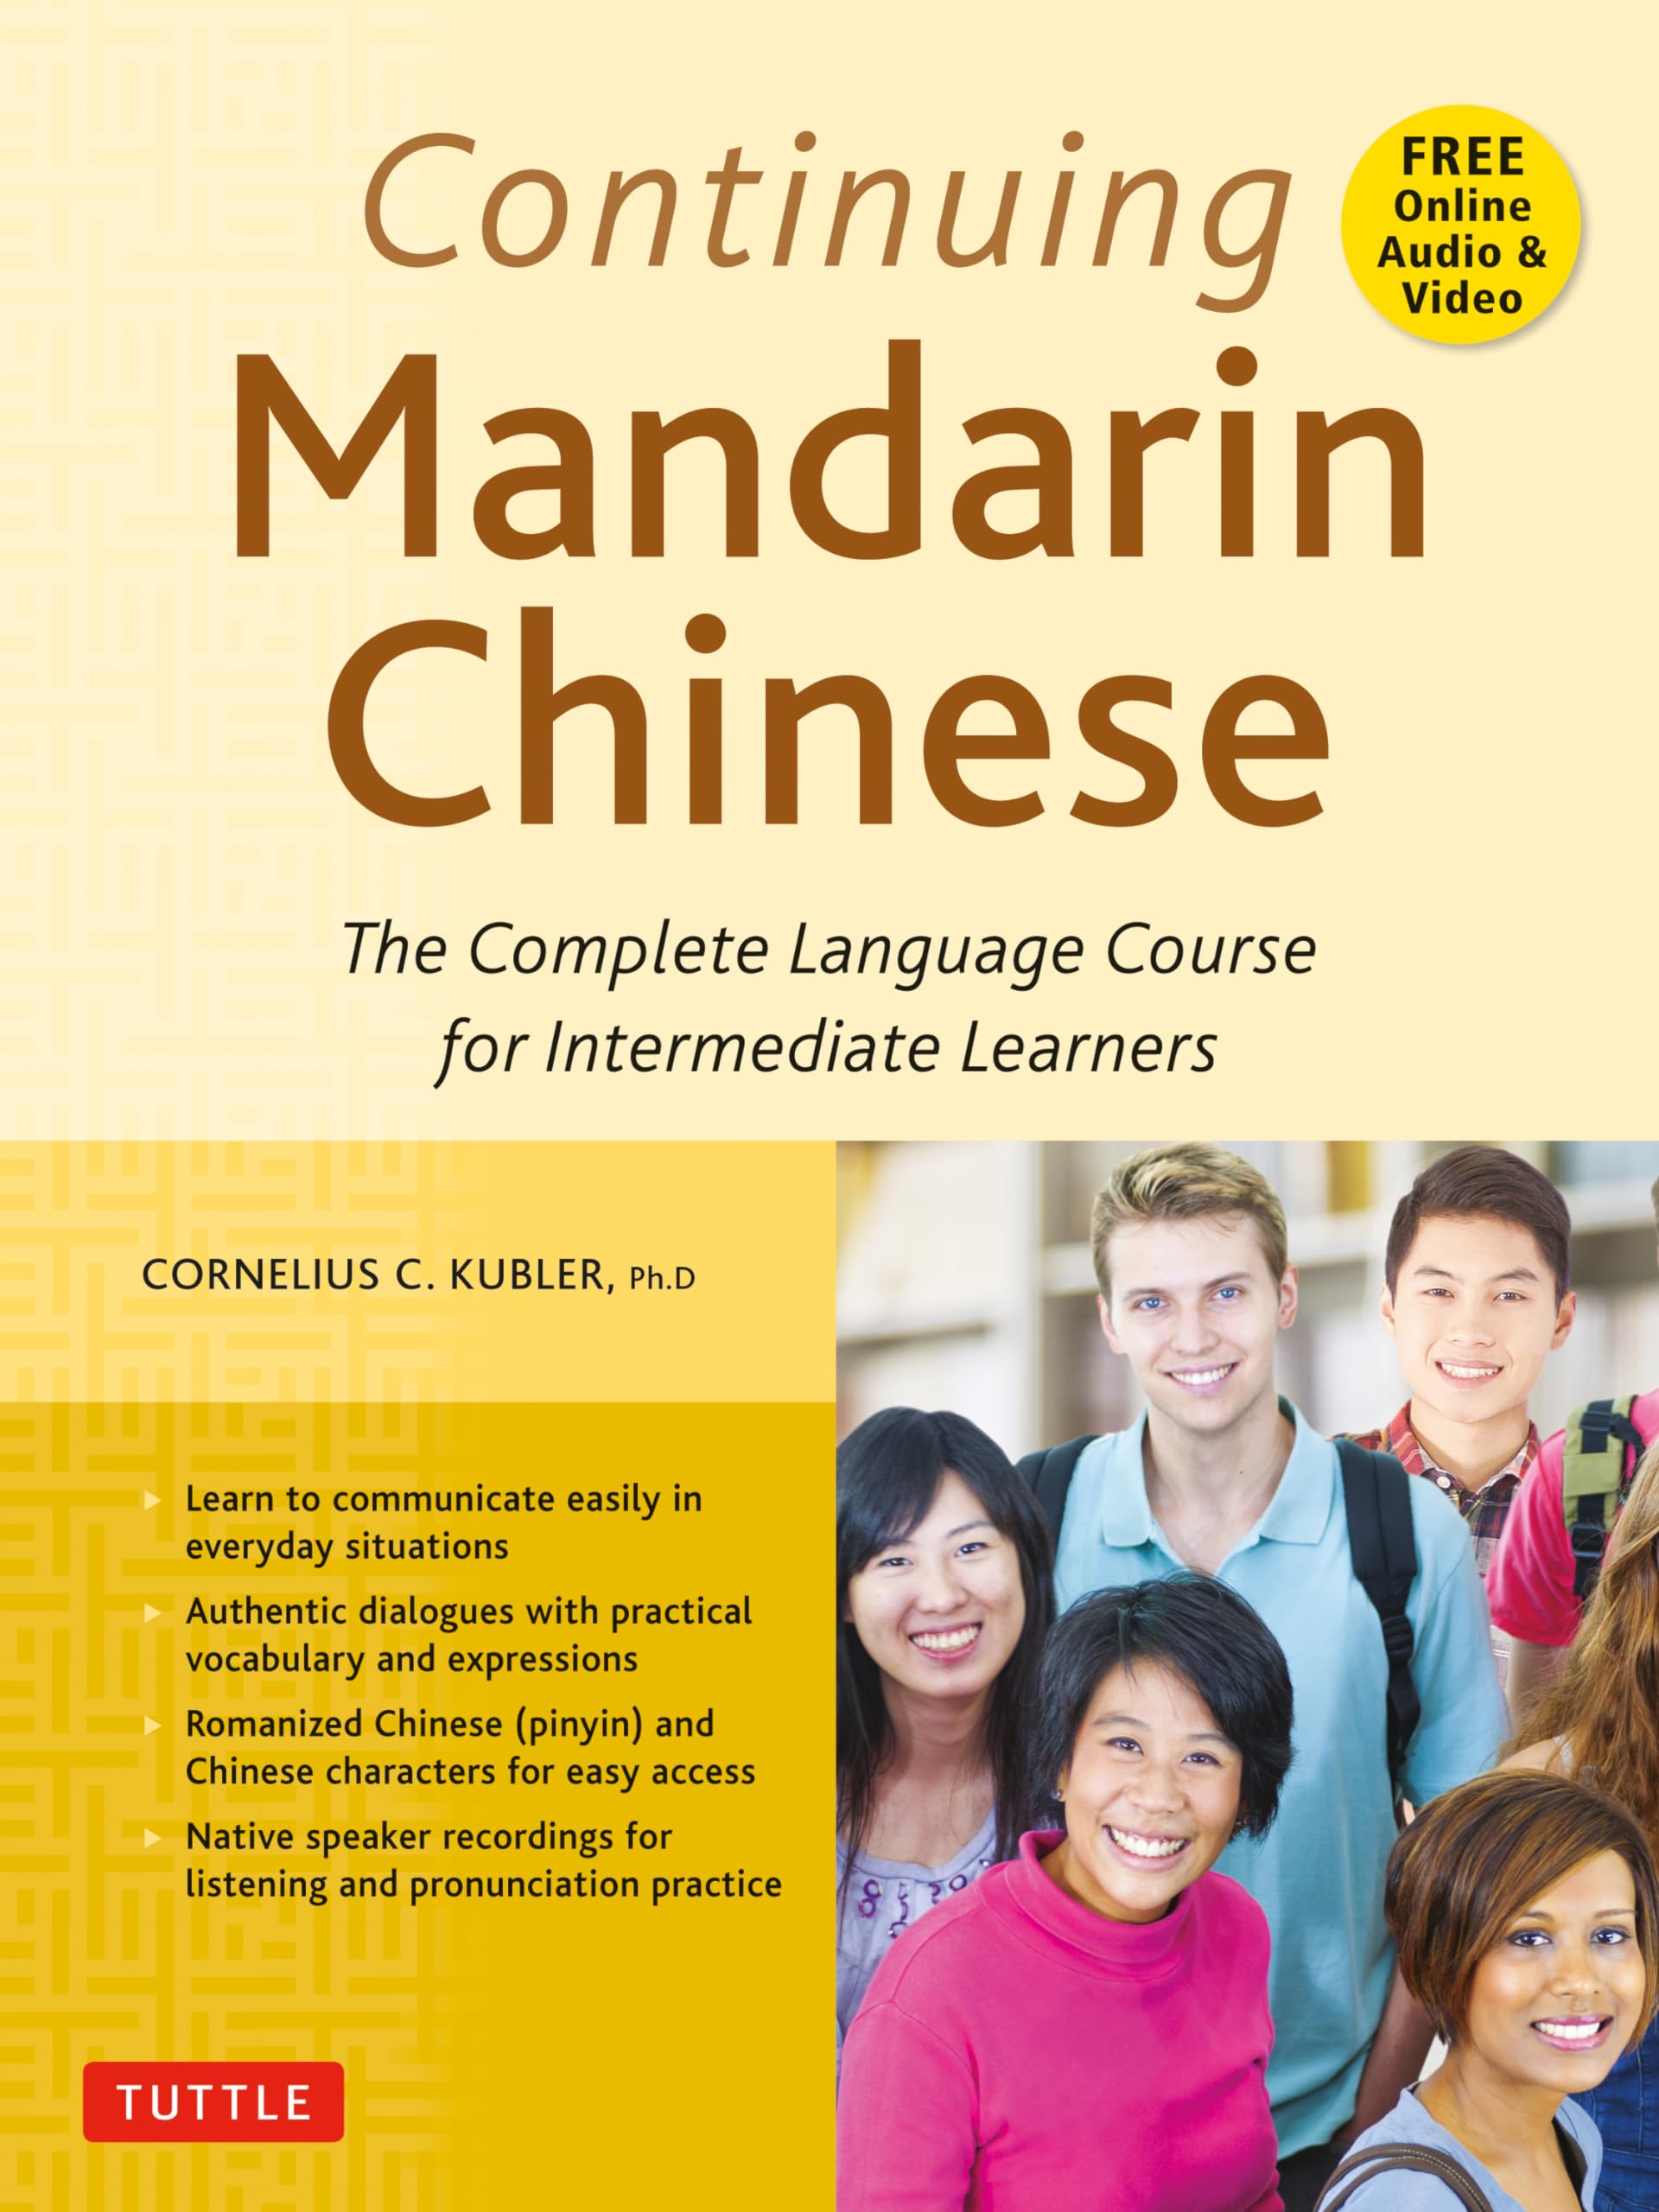 Continuing
FREE
Online
Audio &
Video
Mandarin
Chinese
The Complete Language Course
for Intermediate Learners
CORNELIUS C. KUBLER, Ph.D
Learn to communicate easily in
everyday situations
Authentic dialogues with practical
vocabulary and expressions
Romanized Chinese (pinyin) and
Chinese characters for easy access
Native speaker recordings for
listening and pronunciation practice
TUTTLE